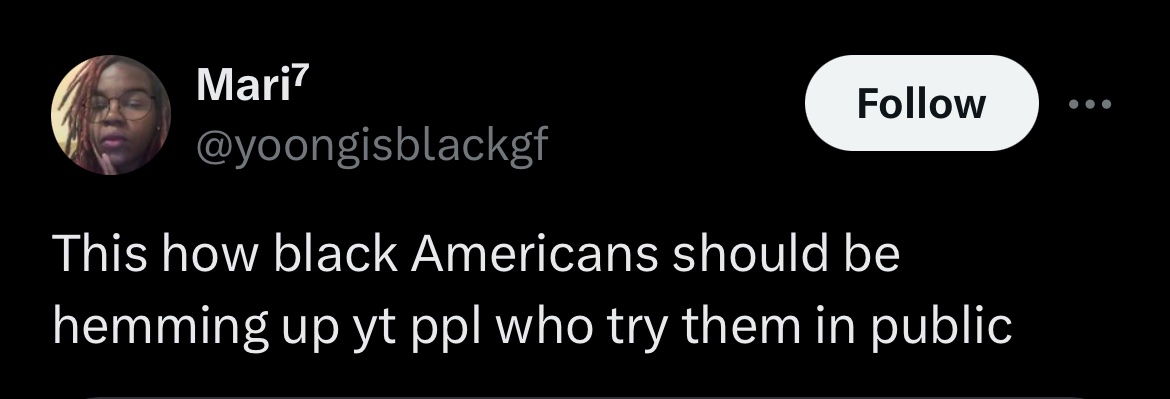 Mari⁷
@yoongisblackgf
Follow
This how black Americans should be
hemming up yt ppl who try them in public